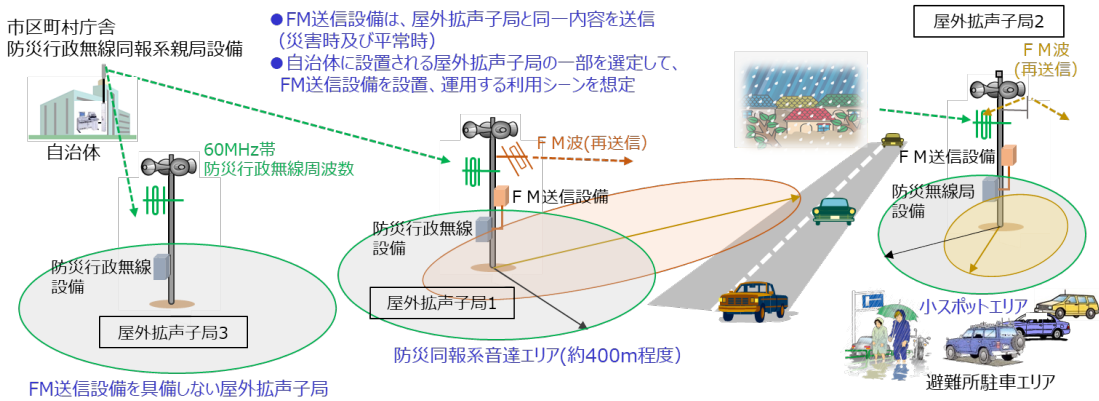 市区町村庁舎
防災行政無線同報系親局設備
自治体
60MHz帯
防災行政無線周波数
防災行政無線
設備
屋外拡声子局3
FM送信設備を具備しない屋外拡声子局
●FM送信設備は、屋外拡声子局と同一内容を送信
(災害時及び平常時)
●自治体に設置される屋外拡声子局の一部を選定して、
FM送信設備を設置、運用する利用シーンを想定
ＦＭ波(再送信)
ＦＭ送信設備
防災行政無線
設備
屋外拡声子局1
防災同報系音達エリア(約400m程度)
屋外拡声子局2
ＦＭ波
(再送信)
ＦＭ送信設備
防災無線局
設備
小スポットエリア
避難所駐車エリア